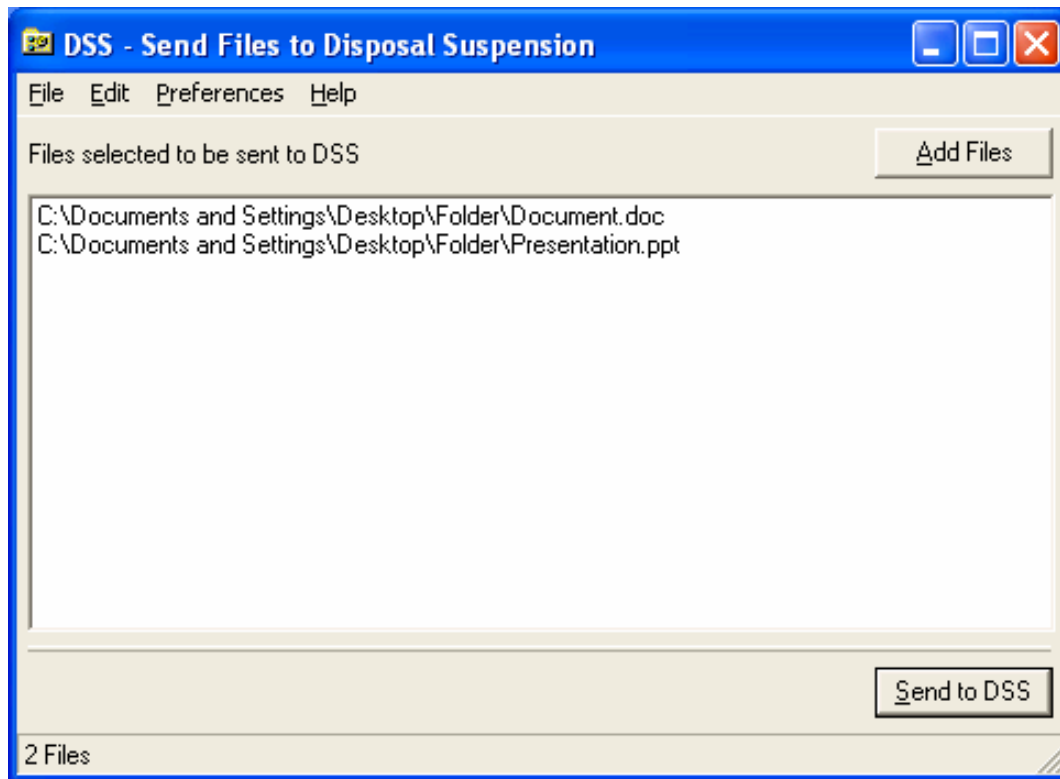 DSS - Send Files to Disposal Suspension
File Edit Preferences Help
Files selected to be sent to DSS
Add Files
C:\Documents and Settings\Desktop\Folder\Document.doc
C:\Documents and Settings\Desktop\Folder\Presentation.ppt
Send to DSS
2 Files